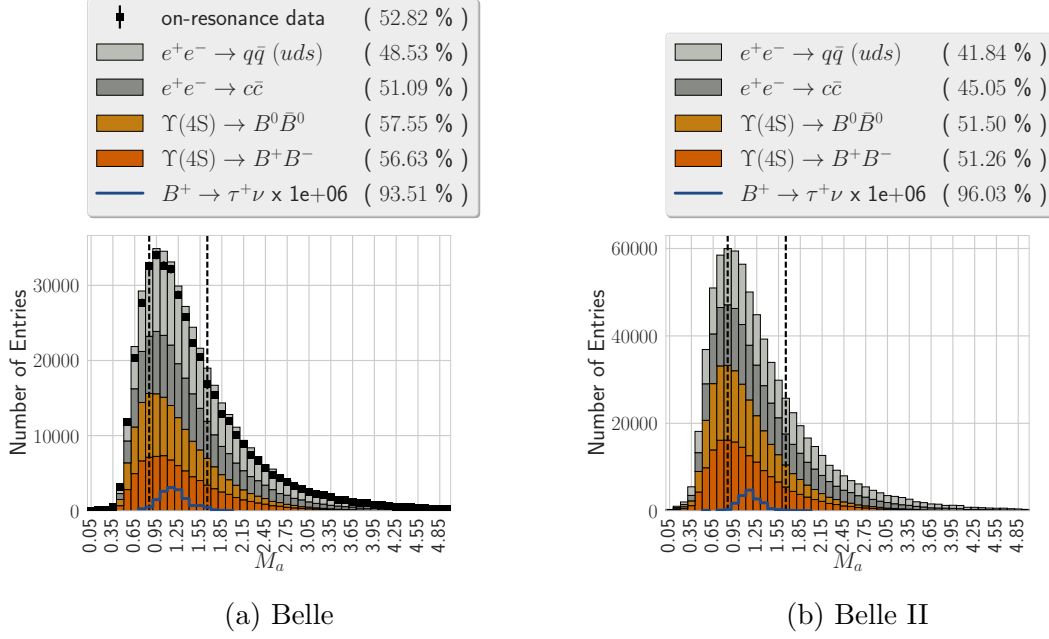 on-resonance data ( 52.82 % )
e⁺e⁻ → qq̄ (uds) ( 48.53 % )
e⁺e⁻ → cc̄ ( 51.09 % )
Υ(4S) → B⁰B̄⁰ ( 57.55 % )
Υ(4S) → B⁺B⁻ ( 56.63 % )
B⁺ → τ⁺ν x 1e+06 ( 93.51 % )
Number of Entries
30000
20000
10000
0
0.05 0.35 0.65 0.95 1.25 1.55 1.85 2.15 2.45 2.75 3.05 3.35 3.65 3.95 4.25 4.55 4.85
Mₐ
(a) Belle
e⁺e⁻ → qq̄ (uds) ( 41.84 % )
e⁺e⁻ → cc̄ ( 45.05 % )
Υ(4S) → B⁰B̄⁰ ( 51.50 % )
Υ(4S) → B⁺B⁻ ( 51.26 % )
B⁺ → τ⁺ν x 1e+06 ( 96.03 % )
Number of Entries
60000
40000
20000
0
0.05 0.35 0.65 0.95 1.25 1.55 1.85 2.15 2.45 2.75 3.05 3.35 3.65 3.95 4.25 4.55 4.85
Mₐ
(b) Belle II